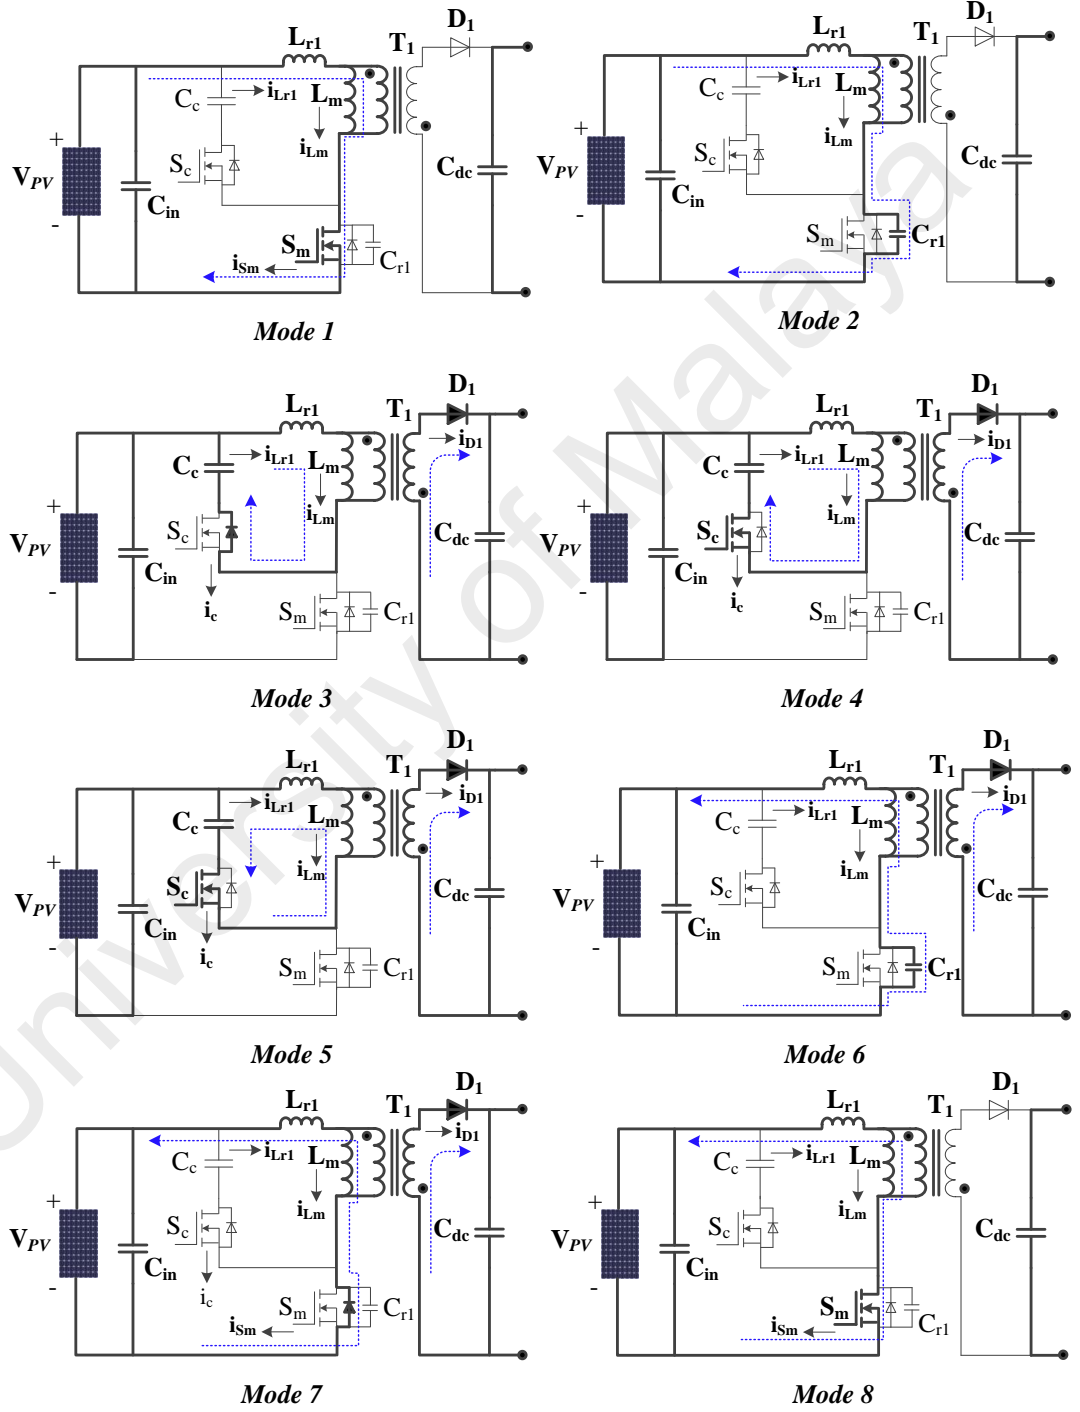 D1
Lr1
T1
Cc
iLr1
Lm
iLm
+
VPV
-
Sc
Cin
Cdc
Sm
iSm
Cr1
Mode 1
D1
Lr1
T1
Cc
iLr1
Lm
iLm
+
VPV
-
Sc
Cin
Cdc
Sm
Cr1
Mode 2
D1
Lr1
T1
iD1
Cc
iLr1
Lm
iLm
+
VPV
-
Sc
Cin
Cdc
ic
Sm
Cr1
Mode 3
D1
Lr1
T1
iD1
Cc
iLr1
Lm
iLm
+
VPV
-
Sc
Cin
Cdc
ic
Sm
Cr1
Mode 4
D1
Lr1
T1
iD1
Cc
iLr1
Lm
iLm
+
VPV
-
Sc
Cin
Cdc
ic
Sm
Cr1
Mode 5
D1
Lr1
T1
iD1
Cc
iLr1
Lm
iLm
+
VPV
-
Sc
Cin
Cdc
Sm
Cr1
Mode 6
D1
Lr1
T1
iD1
Cc
iLr1
Lm
iLm
+
VPV
-
Sc
Cin
Cdc
ic
Sm
iSm
Cr1
Mode 7
D1
Lr1
T1
Cc
iLr1
Lm
iLm
+
VPV
-
Sc
Cin
Cdc
Sm
iSm
Cr1
Mode 8
University of Malaya